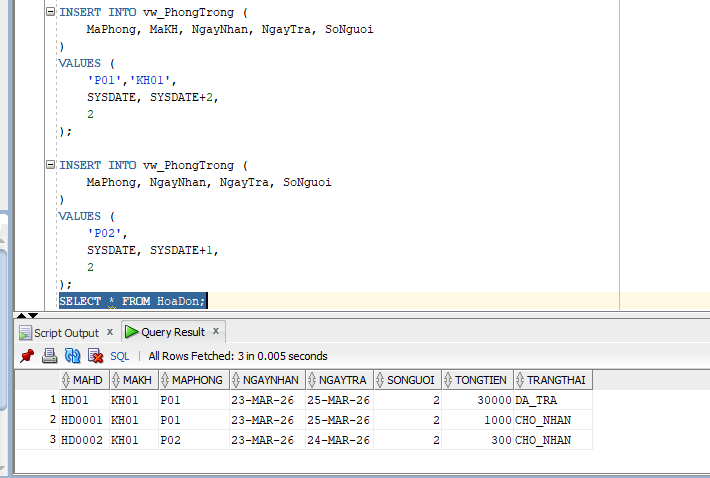 INSERT INTO vw_PhongTrong (
MaPhong, MaKH, NgayNhan, NgayTra, SoNguoi
)
VALUES (
'P01','KH01',
SYSDATE, SYSDATE+2,
2
);
INSERT INTO vw_PhongTrong (
MaPhong, NgayNhan, NgayTra, SoNguoi
)
VALUES (
'P02',
SYSDATE, SYSDATE+1,
2
);
SELECT * FROM HoaDon;
Script Output x Query Result x
SQL | All Rows Fetched: 3 in 0.005 seconds
MAHD MAKH MAPHONG NGAYNHAN NGAYTRA SONGUOI TONGTIEN TRANGTHAI
1 HD01 KH01 P01 23-MAR-26 25-MAR-26 2 30000 DA_TRA
2 HD0001 KH01 P01 23-MAR-26 25-MAR-26 2 1000 CHO_NHAN
3 HD0002 KH01 P02 23-MAR-26 24-MAR-26 2 300 CHO_NHAN